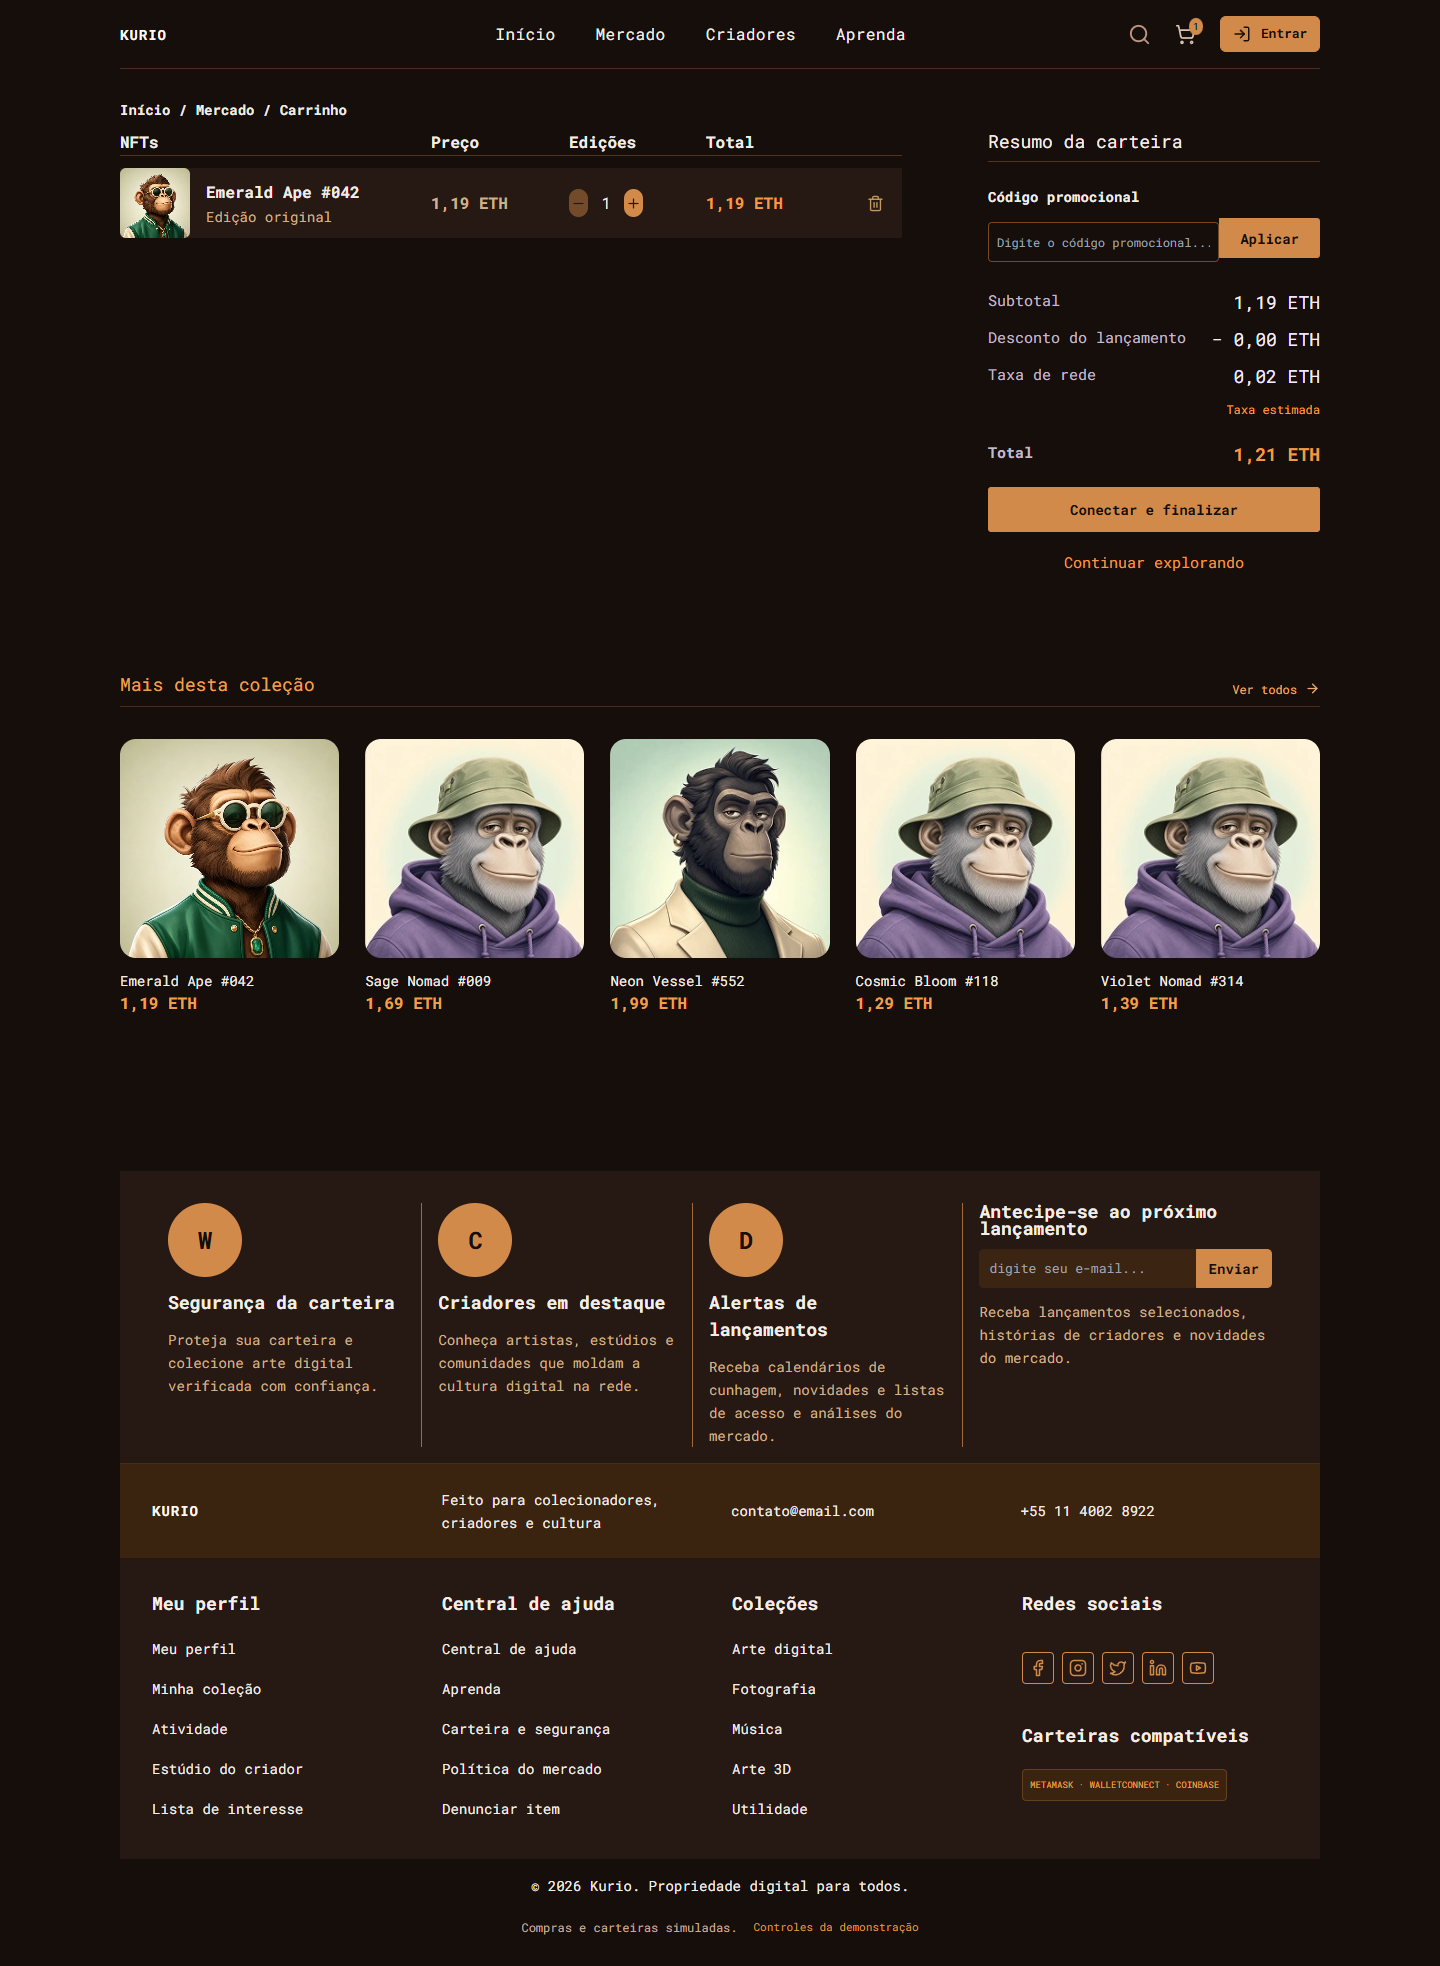 KURIO
Início
Mercado
Criadores
Aprenda
1
Entrar
Início / Mercado / Carrinho
NFTs
Preço
Edições
Total
Emerald Ape #042
Edição original
1,19 ETH
− 1 +
1,19 ETH
Resumo da carteira
Código promocional
Digite o código promocional...
Aplicar
Subtotal
1,19 ETH
Desconto do lançamento
− 0,00 ETH
Taxa de rede
0,02 ETH
Taxa estimada
Total
1,21 ETH
Conectar e finalizar
Continuar explorando
Mais desta coleção
Ver todos →
Emerald Ape #042
1,19 ETH
Sage Nomad #009
1,69 ETH
Neon Vessel #552
1,99 ETH
Cosmic Bloom #118
1,29 ETH
Violet Nomad #314
1,39 ETH
W
Segurança da carteira
Proteja sua carteira e
colecione arte digital
verificada com confiança.
C
Criadores em destaque
Conheça artistas, estúdios e
comunidades que moldam a
cultura digital na rede.
D
Alertas de
lançamentos
Receba calendários de
cunhagem, novidades e listas
de acesso e análises do
mercado.
Antecipe-se ao próximo
lançamento
digite seu e-mail...
Enviar
Receba lançamentos selecionados,
histórias de criadores e novidades
do mercado.
KURIO
Feito para colecionadores,
criadores e cultura
contato@email.com
+55 11 4002 8922
Meu perfil
Meu perfil
Minha coleção
Atividade
Estúdio do criador
Lista de interesse
Central de ajuda
Central de ajuda
Aprenda
Carteira e segurança
Política do mercado
Denunciar item
Coleções
Arte digital
Fotografia
Música
Arte 3D
Utilidade
Redes sociais
Carteiras compatíveis
METAMASK · WALLETCONNECT · COINBASE
© 2026 Kurio. Propriedade digital para todos.
Compras e carteiras simuladas.
Controles da demonstração